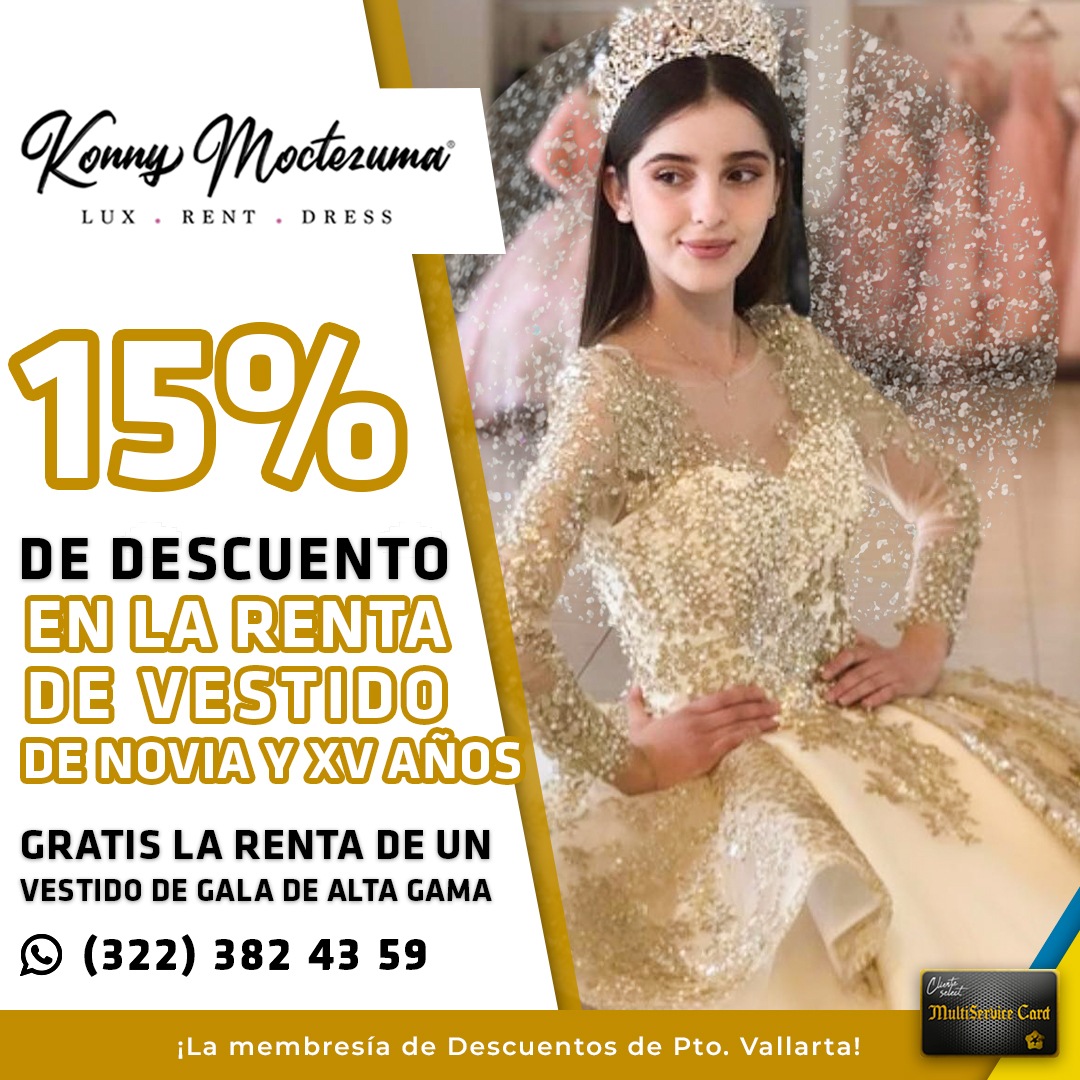 Konny Moctezuma®
LUX . RENT . DRESS
15%
DE DESCUENTO
EN LA RENTA
DE VESTIDO
DE NOVIA Y XV AÑOS
GRATIS LA RENTA DE UN
VESTIDO DE GALA DE ALTA GAMA
(322) 382 43 59
Cliente
select
MultiService Card
¡La membresía de Descuentos de Pto. Vallarta!